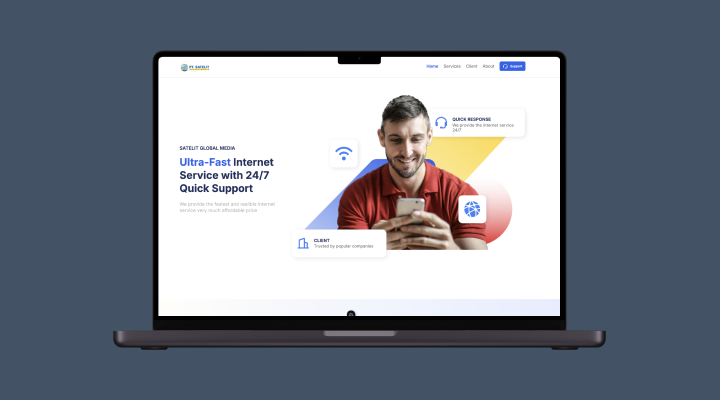 PT. SATELIT
Home Services Client About Support
SATELIT GLOBAL MEDIA
Ultra-Fast Internet
Service with 24/7
Quick Support
We provide the fastest and realible internet
service very much affordable price
QUICK RESPONSE
We provide the internet service
24/7
CLIENT
Trusted by popular companies